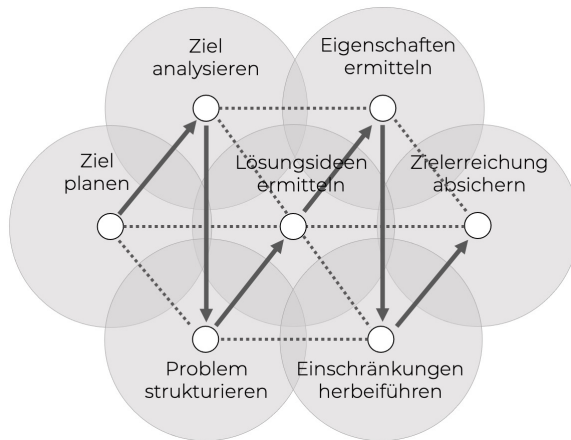 Ziel
analysieren
Eigenschaften
ermitteln
Ziel
planen
Lösungsideen
ermitteln
Zielerreichung
absichern
Problem
strukturieren
Einschränkungen
herbeiführen